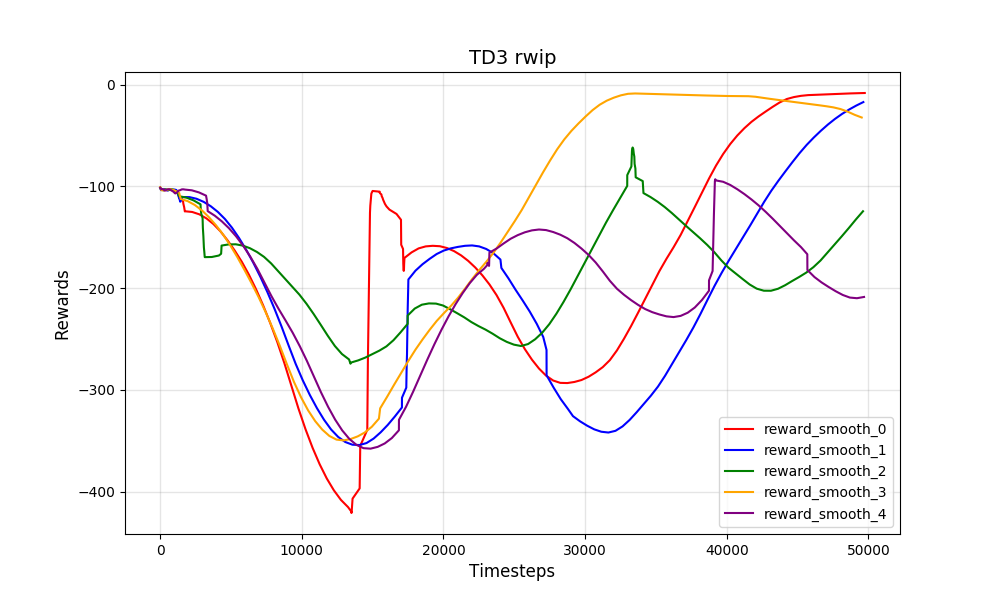 TD3 rwip
0
−100
−200
−300
−400
Rewards
0
10000
20000
30000
40000
50000
Timesteps
reward_smooth_0
reward_smooth_1
reward_smooth_2
reward_smooth_3
reward_smooth_4